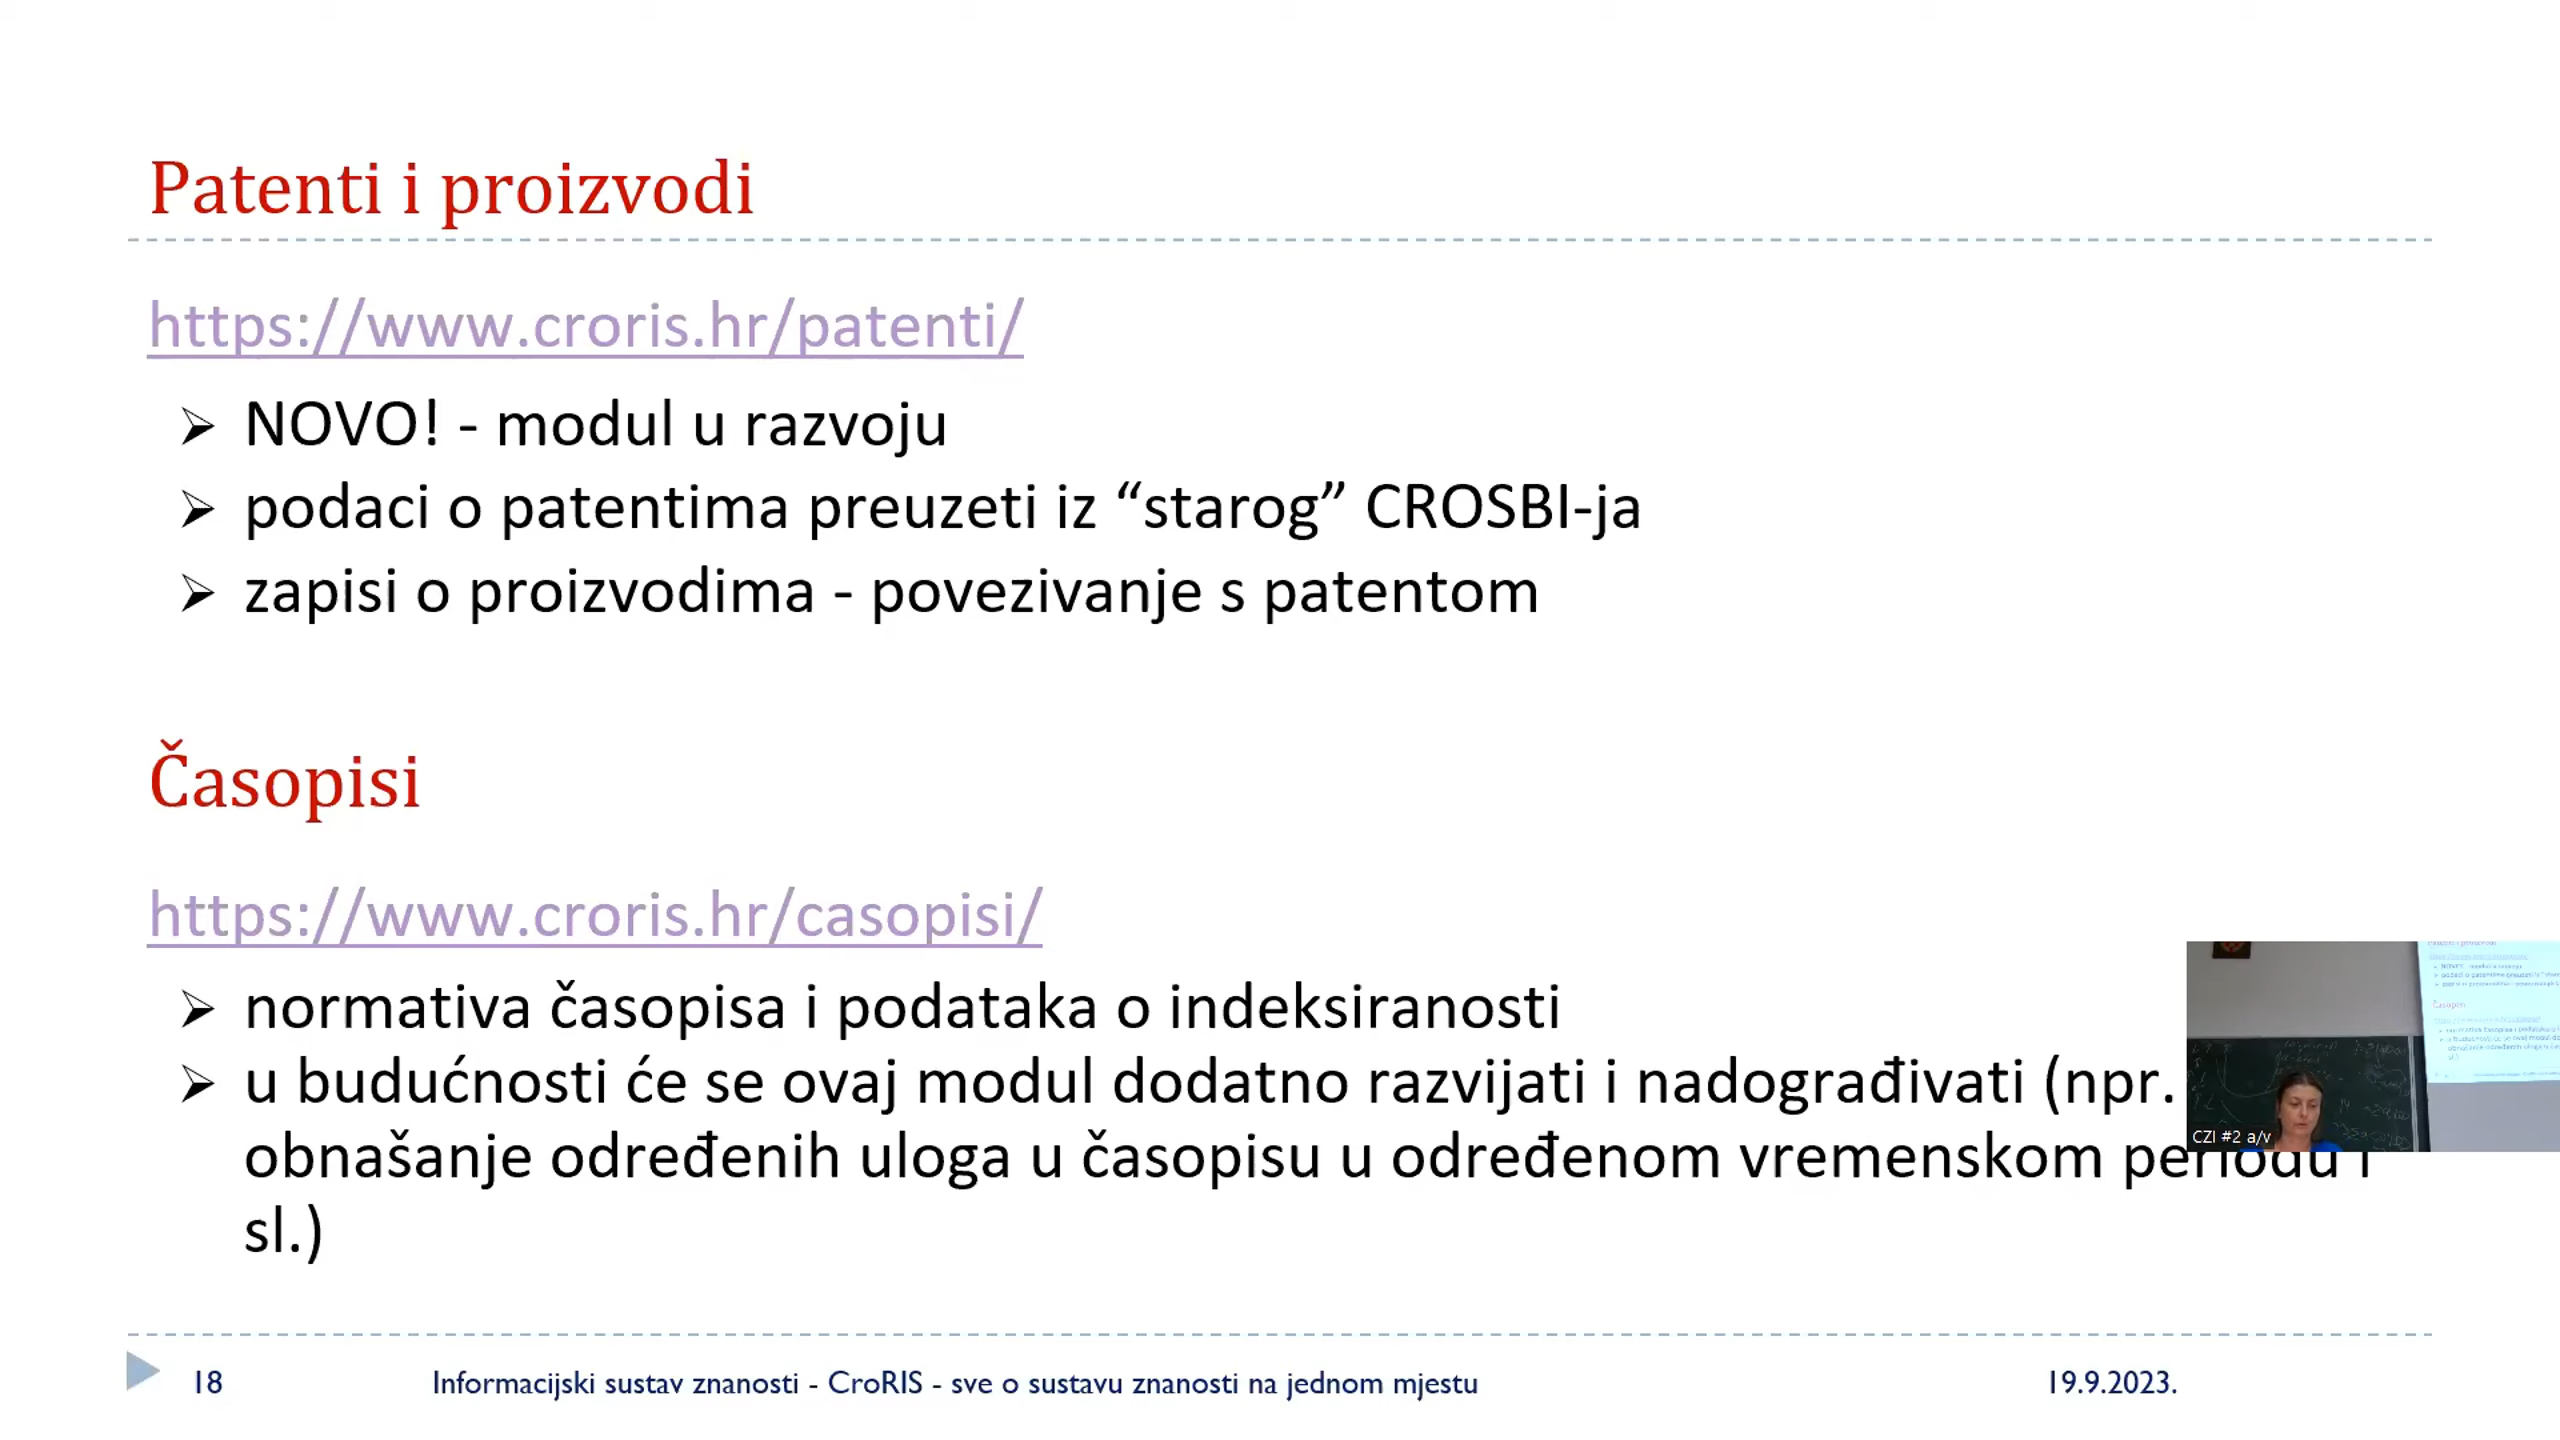 Patenti i proizvodi
https://www.croris.hr/patenti/
➢ NOVO! - modul u razvoju
➢ podaci o patentima preuzeti iz “starog” CROSBI-ja
➢ zapisi o proizvodima - povezivanje s patentom
Časopisi
https://www.croris.hr/casopisi/
➢ normativa časopisa i podataka o indeksiranosti
➢ u budućnosti će se ovaj modul dodatno razvijati i nadograđivati (npr.
obnašanje određenih uloga u časopisu u određenom vremenskom periodu i
sl.)
CZI #2 a/v
18 Informacijski sustav znanosti - CroRIS - sve o sustavu znanosti na jednom mjestu 19.9.2023.